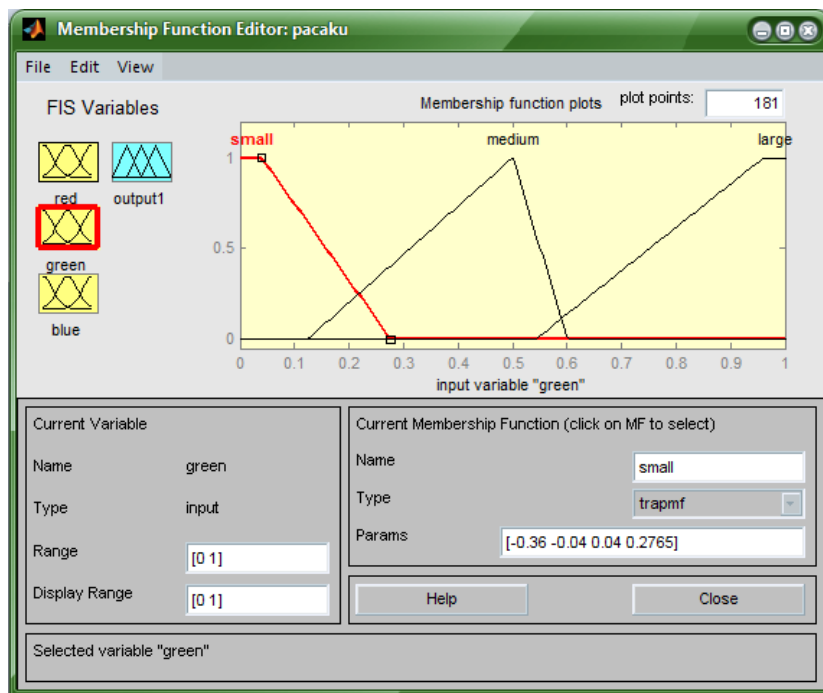 Membership Function Editor: pacaku
File Edit View
FIS Variables
Membership function plots plot points: 181
red output1
green
blue
small medium large
1
0.5
0
0 0.1 0.2 0.3 0.4 0.5 0.6 0.7 0.8 0.9 1
input variable "green"
Current Variable
Name green
Type input
Range [0 1]
Display Range [0 1]
Current Membership Function (click on MF to select)
Name small
Type trapmf
Params [-0.36 -0.04 0.04 0.2765]
Help Close
Selected variable "green"